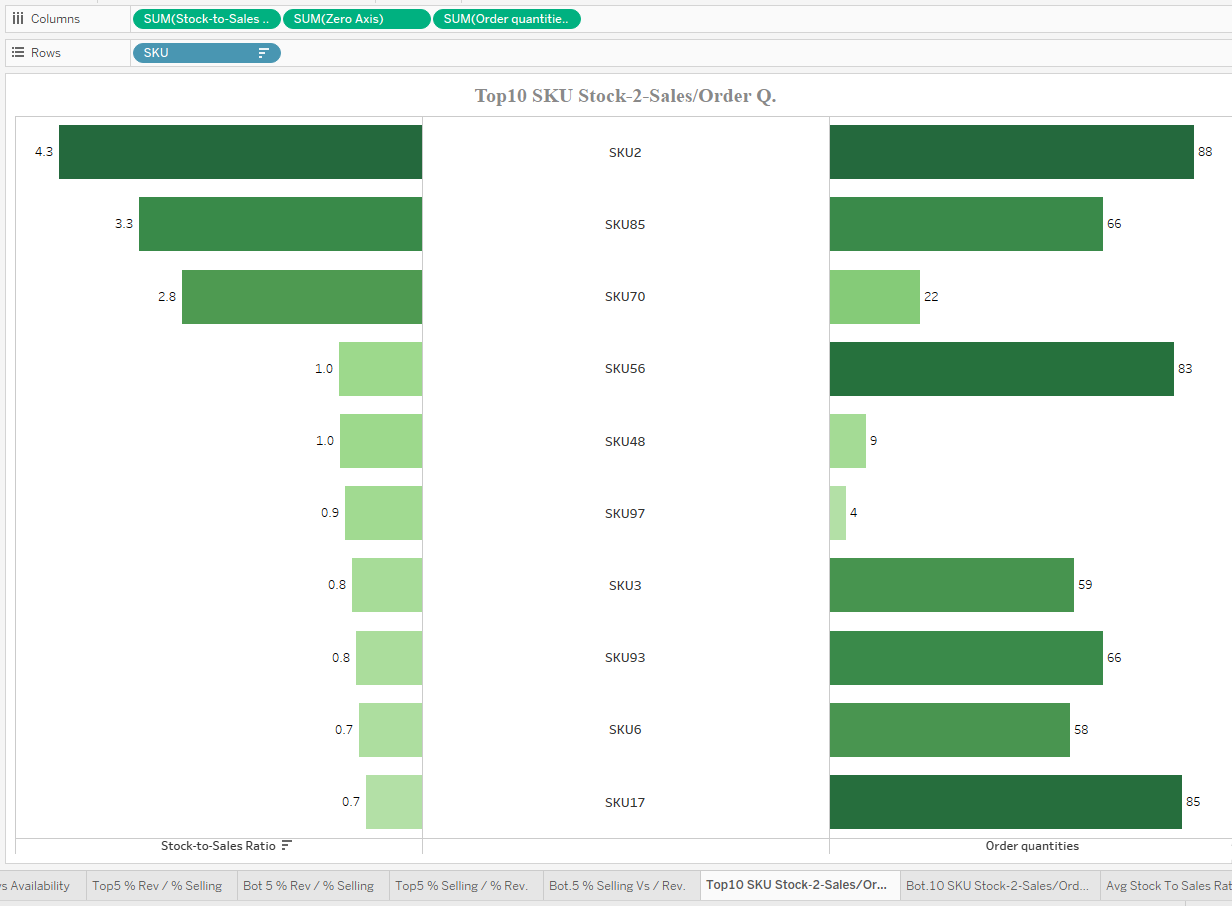 Columns SUM(Stock-to-Sales .. SUM(Zero Axis) SUM(Order quantitie..
Rows SKU
Top10 SKU Stock-2-Sales/Order Q.
4.3 SKU2 88
3.3 SKU85 66
2.8 SKU70 22
1.0 SKU56 83
1.0 SKU48 9
0.9 SKU97 4
0.8 SKU3 59
0.8 SKU93 66
0.7 SKU6 58
0.7 SKU17 85
Stock-to-Sales Ratio Order quantities
s Availability Top5 % Rev / % Selling Bot 5 % Rev / % Selling Top5 % Selling / % Rev. Bot.5 % Selling Vs / Rev. Top10 SKU Stock-2-Sales/Or... Bot.10 SKU Stock-2-Sales/Ord... Avg Stock To Sales Rat